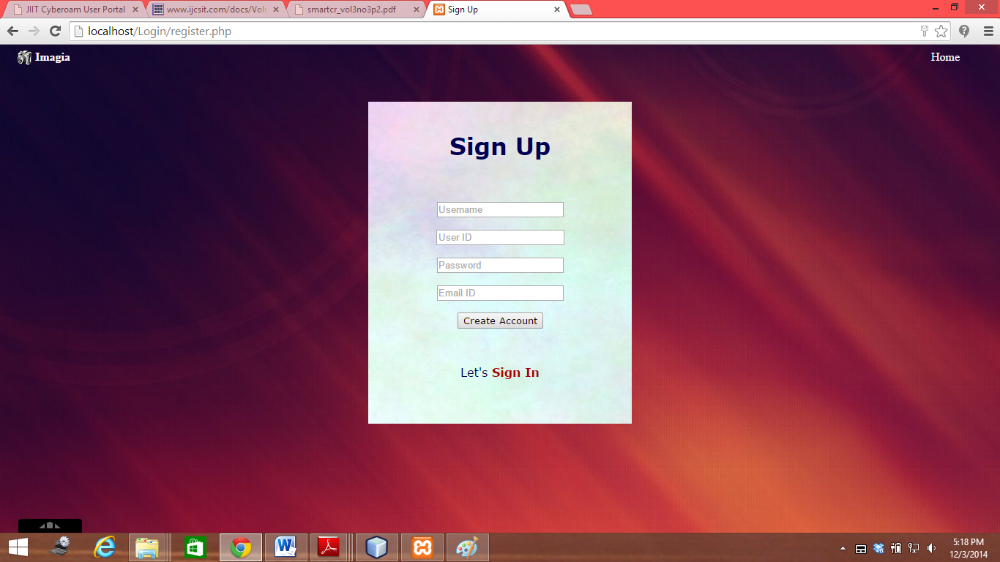 JIIT Cyberoam User Portal
www.ijcsit.com/docs/Volu
smartcr_vol3no3p2.pdf
Sign Up
localhost/Login/register.php
Imagia
Home
Sign Up
Username
User ID
Password
Email ID
Create Account
Let's Sign In
5:18 PM
12/3/2014